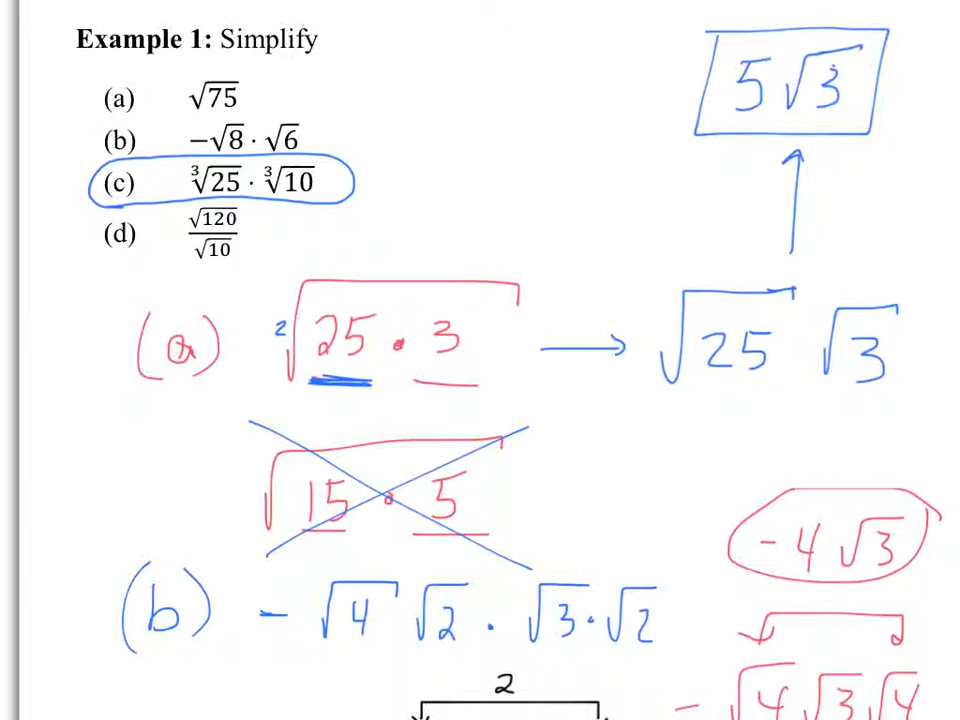 Example 1: Simplify
5√3
(a) √75
(b) −√8 · √6
(c) ∛25 · ∛10
(d) √120/√10
(a) ²√25 · 3 → √25 √3
√15 · 5
-4√3
(b) - √4 √2 · √3 · √2
2
- √4 √3 √4